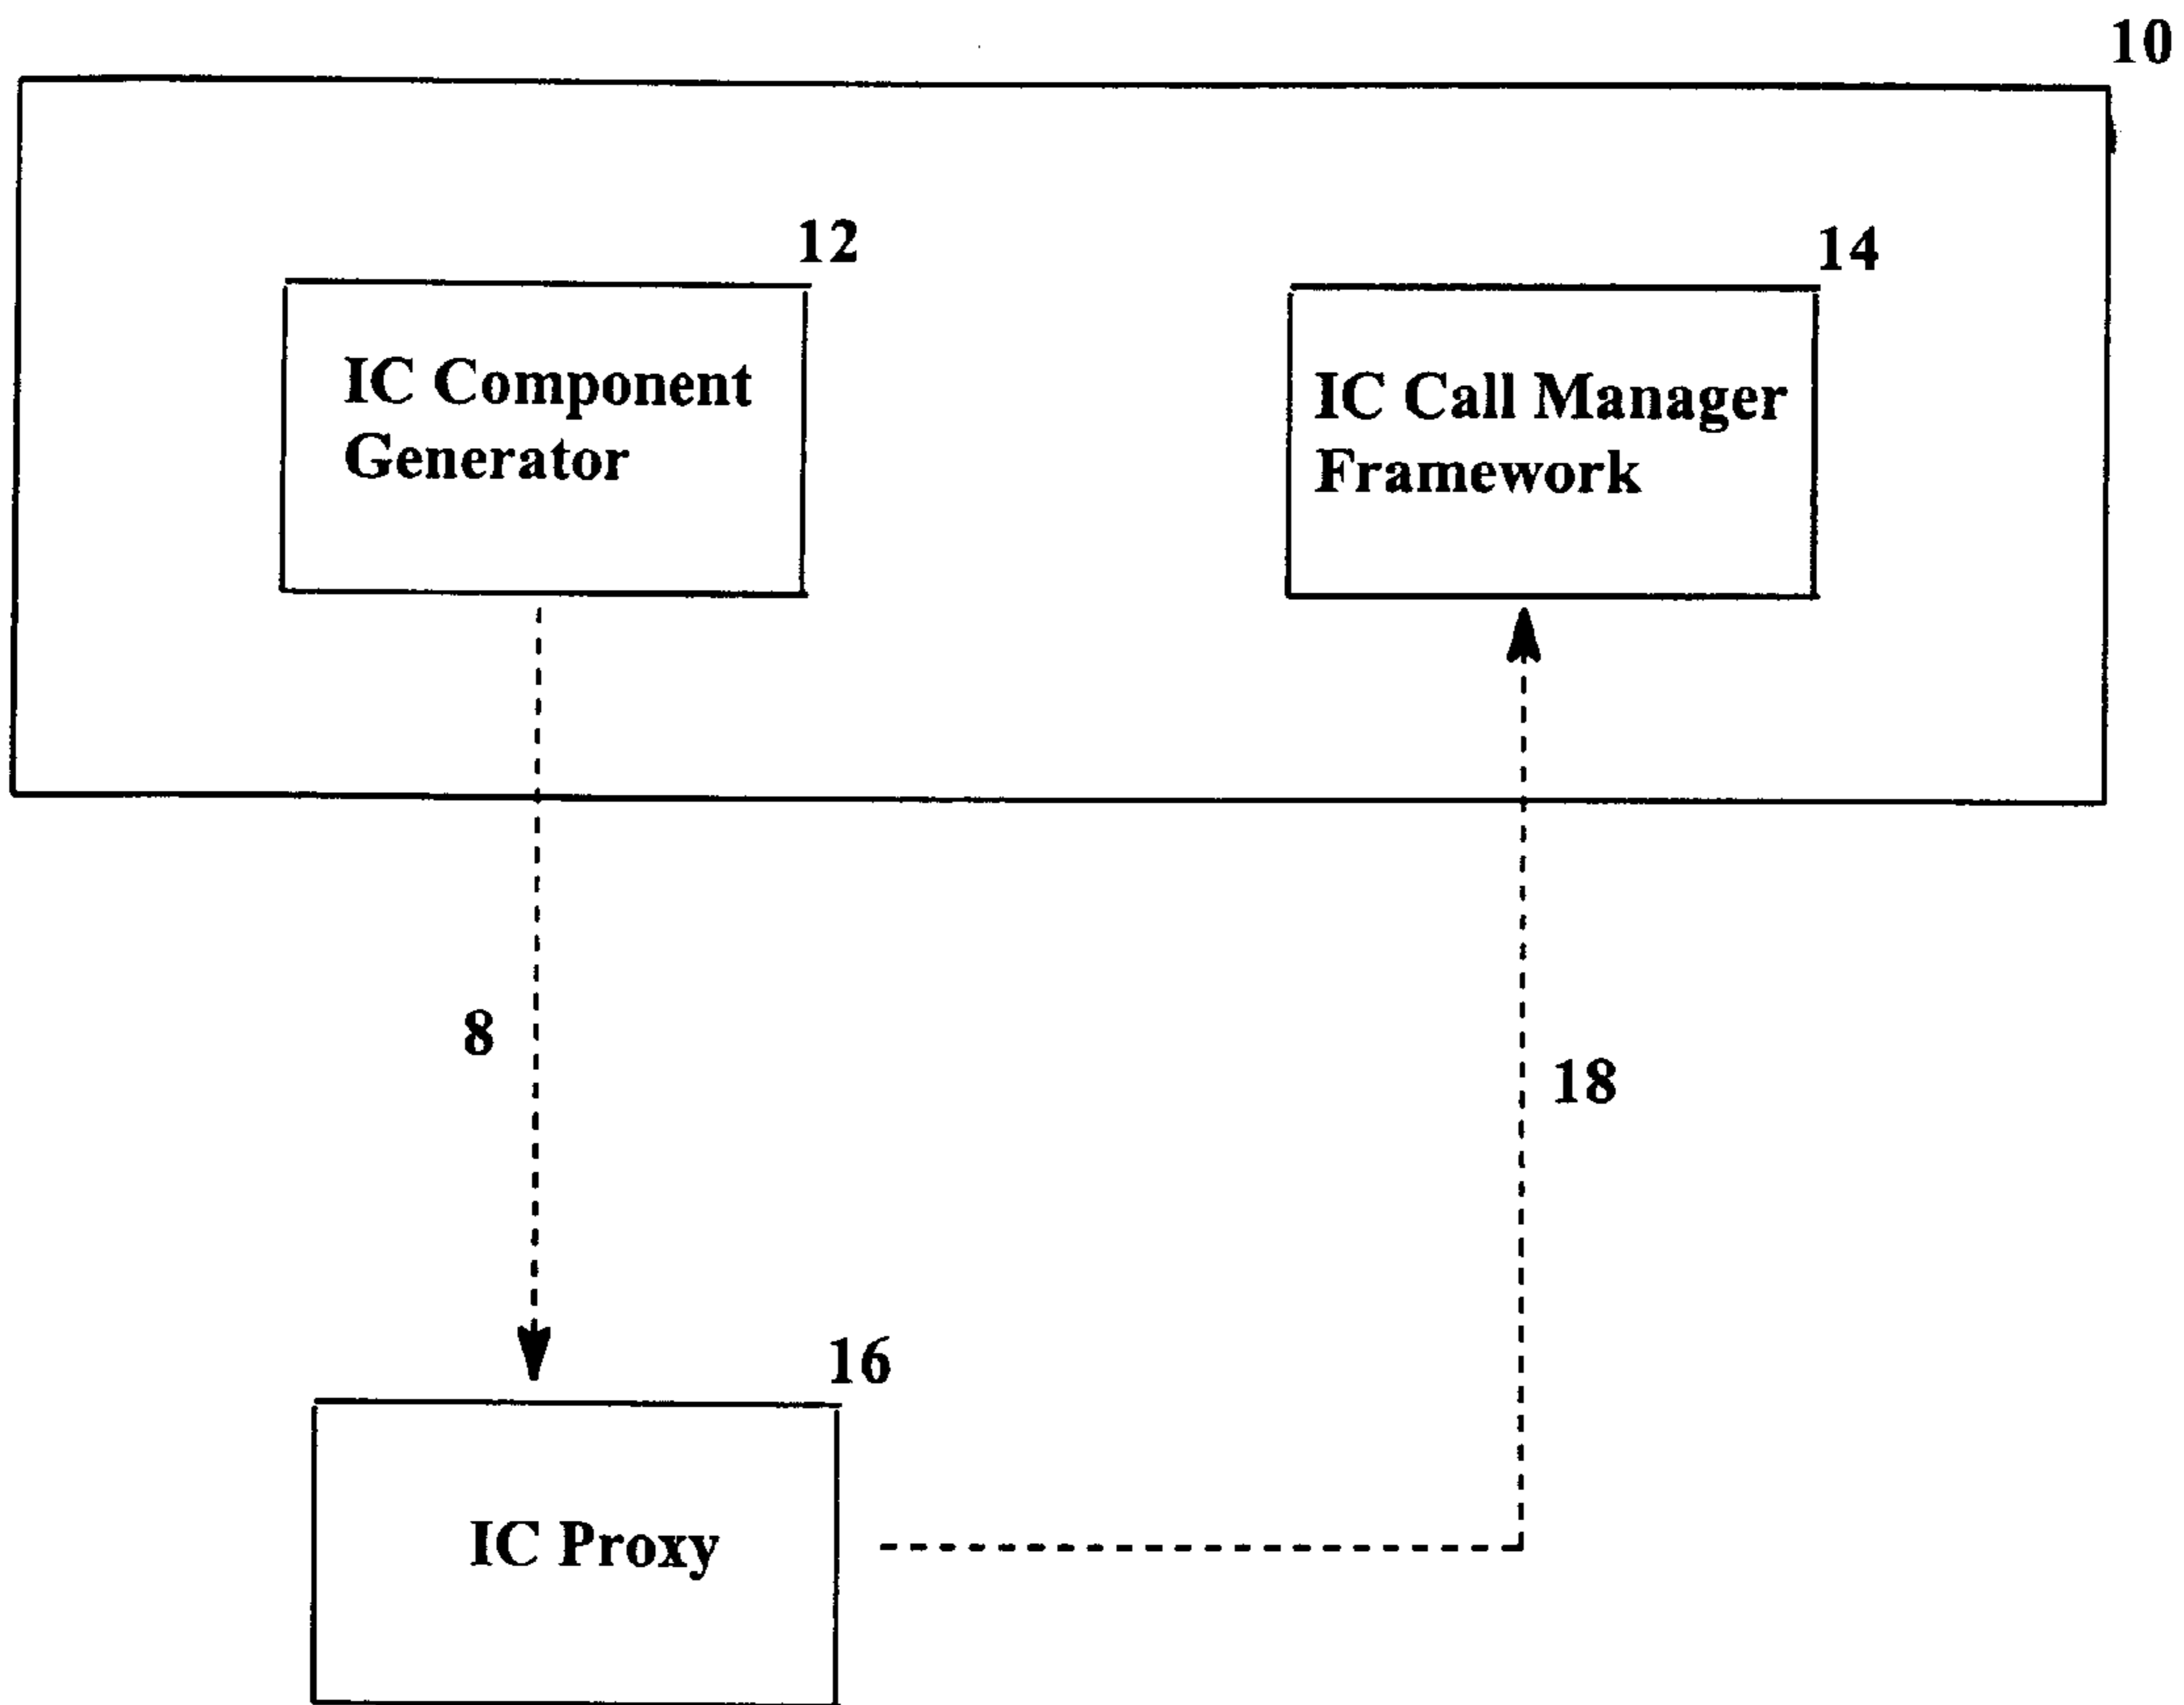 10
12
14
IC Component
Generator
IC Call Manager
Framework
8
18
16
IC Proxy